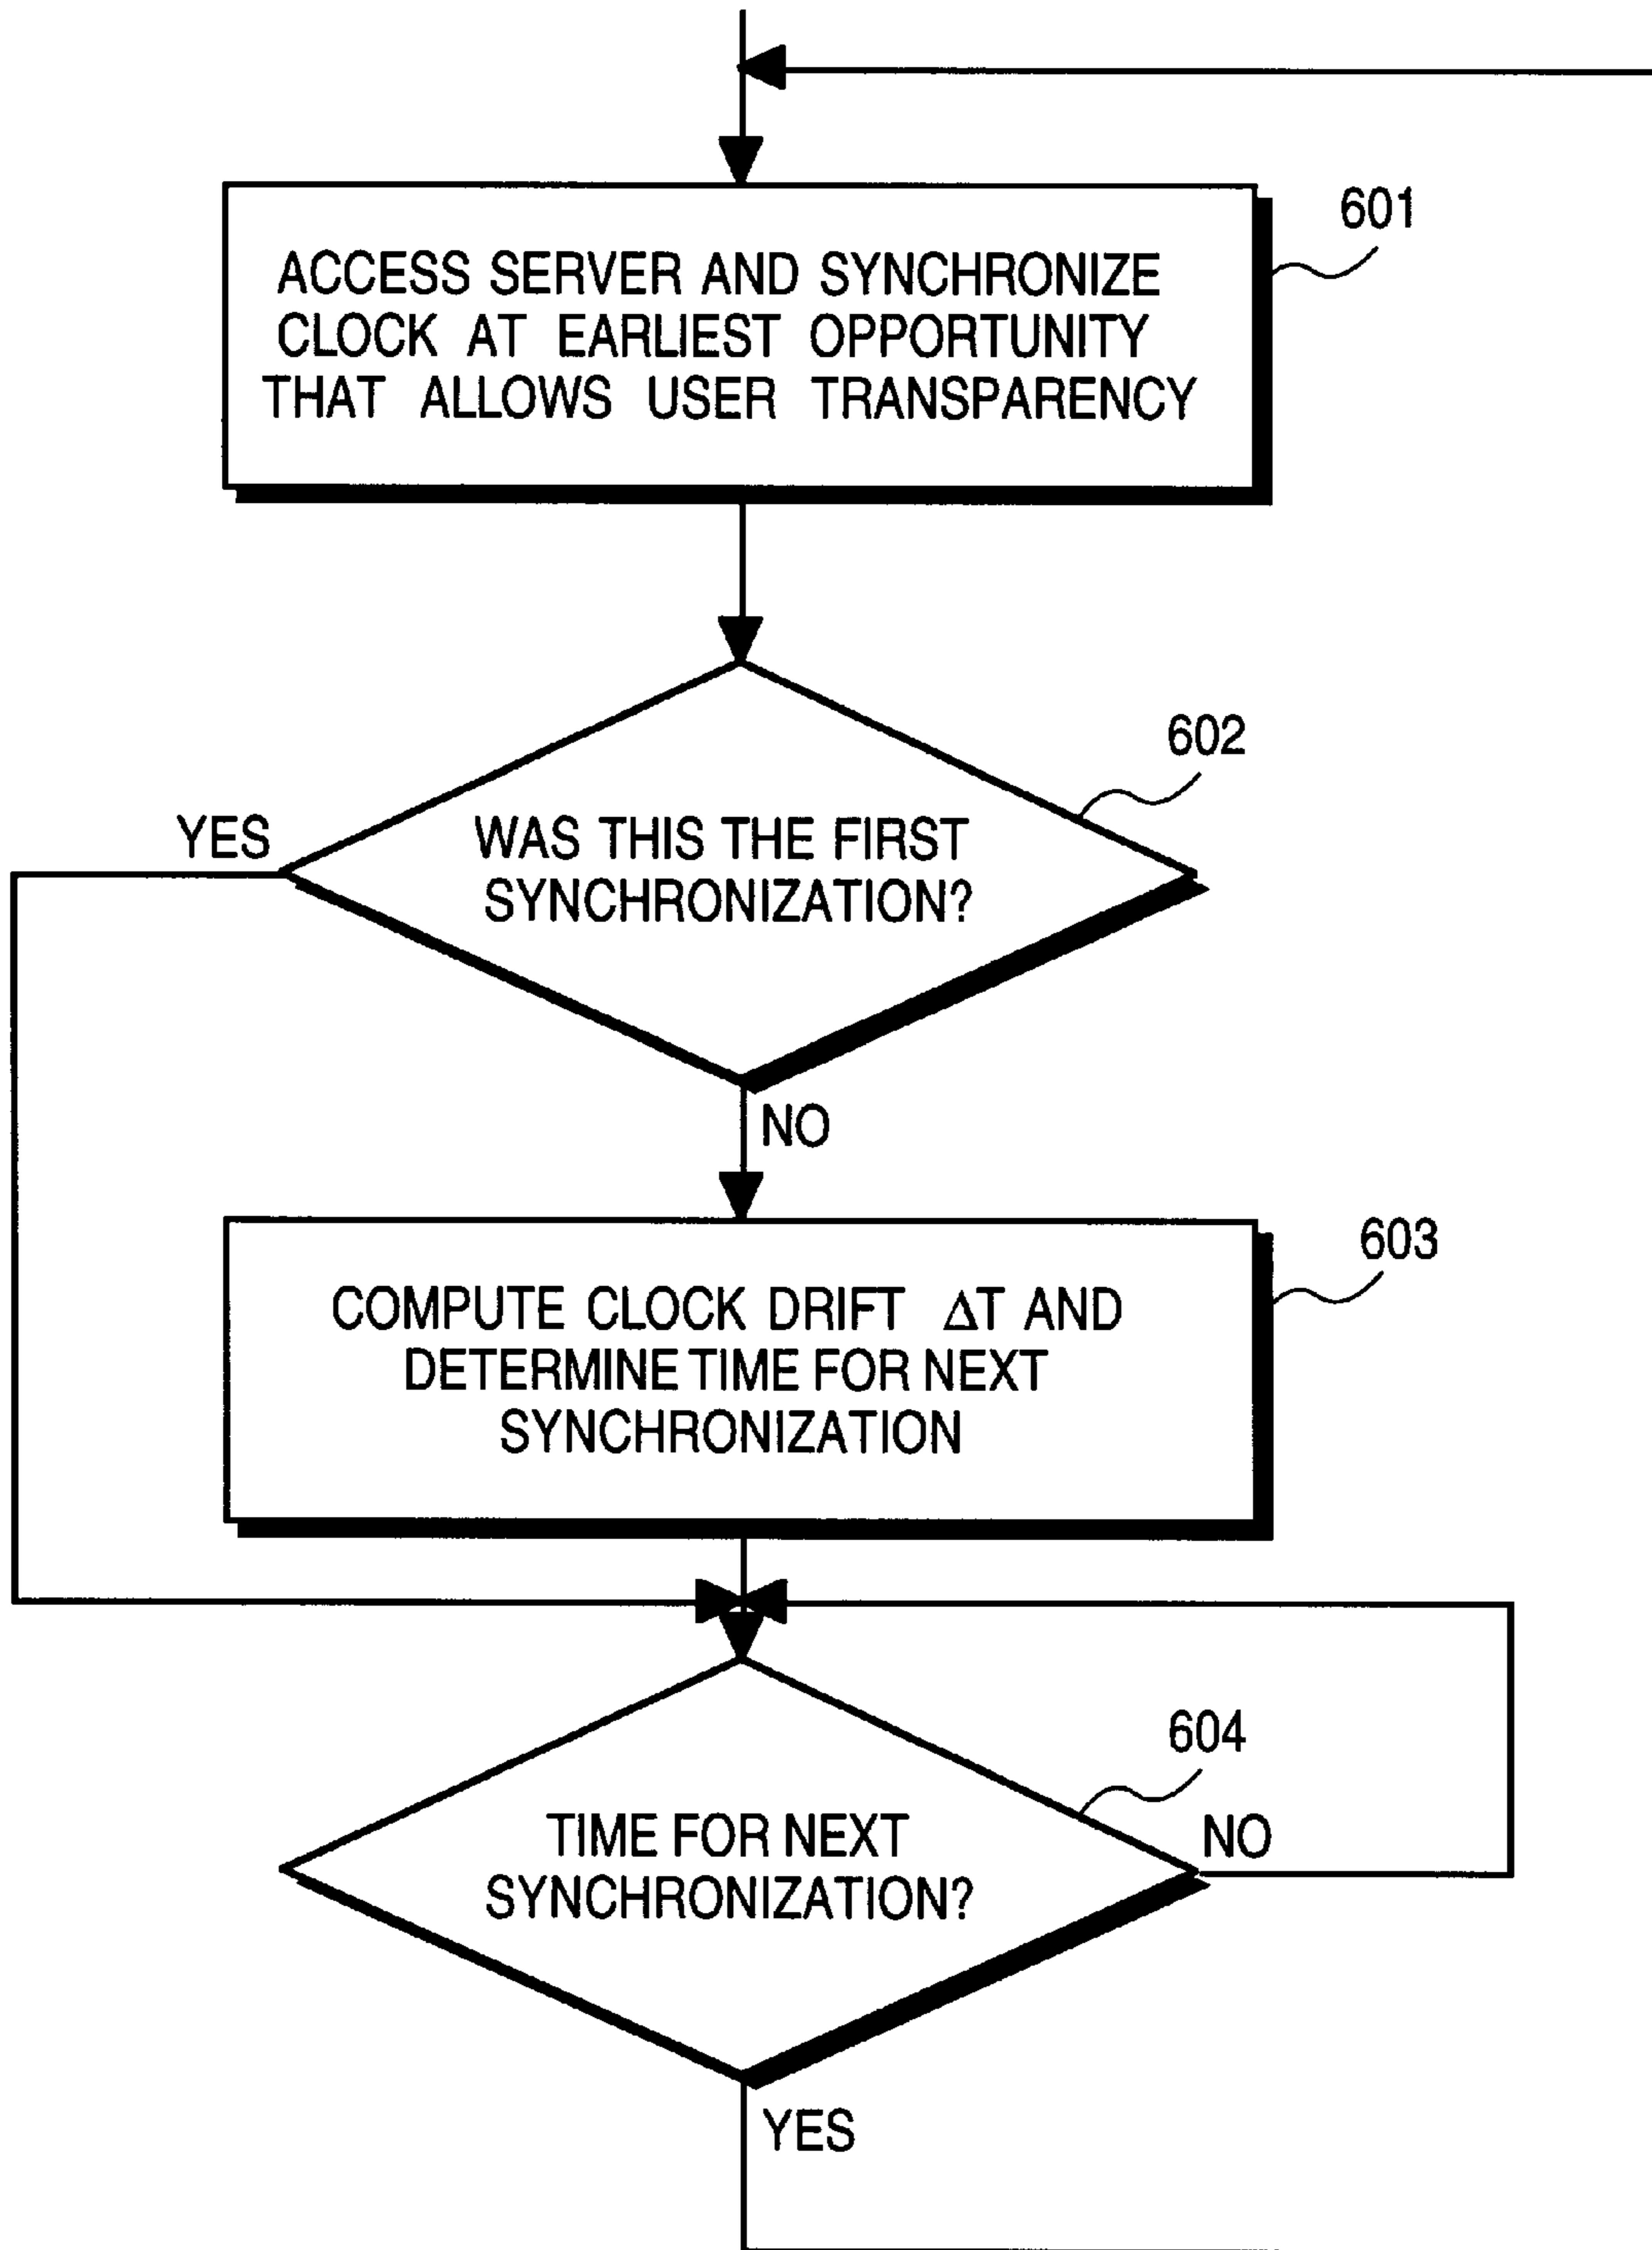 601
ACCESS SERVER AND SYNCHRONIZE
CLOCK AT EARLIEST OPPORTUNITY
THAT ALLOWS USER TRANSPARENCY
602
YES
WAS THIS THE FIRST
SYNCHRONIZATION?
NO
603
COMPUTE CLOCK DRIFT ΔT AND
DETERMINE TIME FOR NEXT
SYNCHRONIZATION
604
TIME FOR NEXT
SYNCHRONIZATION?
NO
YES